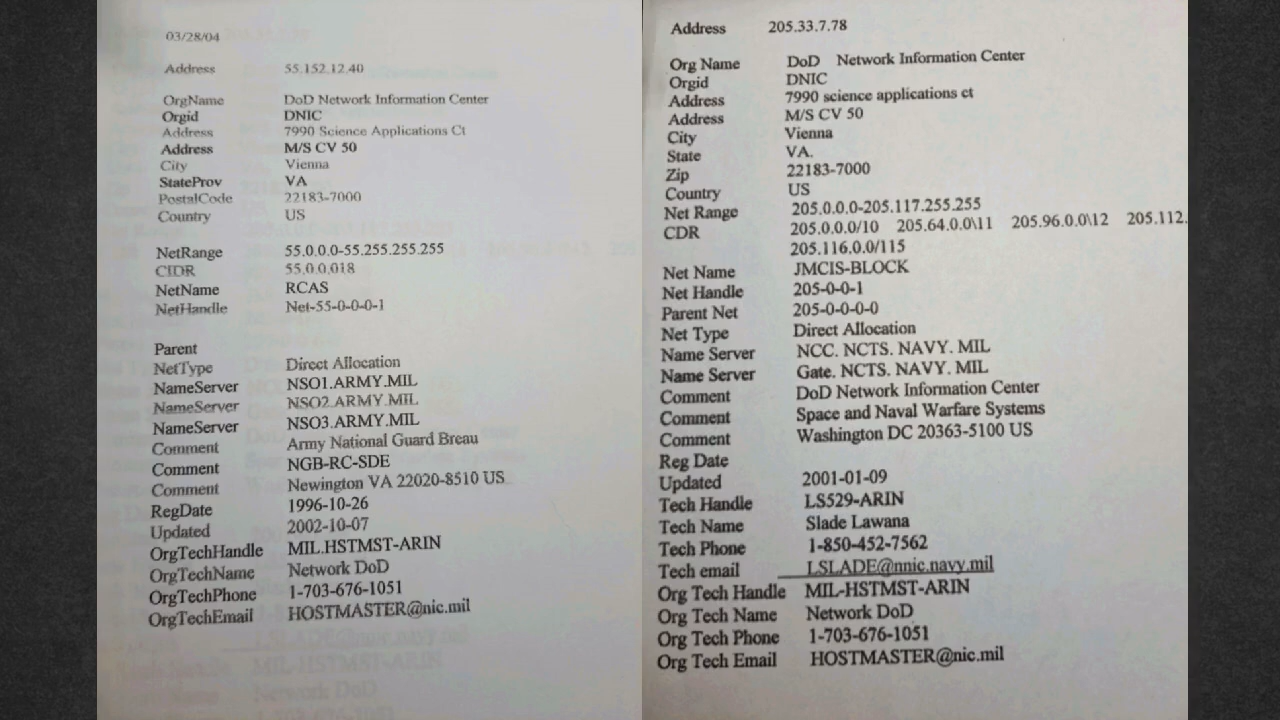 03/28/04
Address 55.152.12.40
OrgName DoD Network Information Center
Orgid DNIC
Address 7990 Science Applications Ct
Address M/S CV 50
City Vienna
StateProv VA
PostalCode 22183-7000
Country US
NetRange 55.0.0.0-55.255.255.255
CIDR 55.0.0.018
NetName RCAS
NetHandle Net-55-0-0-0-1
Parent
NetType Direct Allocation
NameServer NSO1.ARMY.MIL
NameServer NSO2.ARMY.MIL
NameServer NSO3.ARMY.MIL
Comment Army National Guard Breau
Comment NGB-RC-SDE
Comment Newington VA 22020-8510 US
RegDate 1996-10-26
Updated 2002-10-07
OrgTechHandle MIL.HSTMST-ARIN
OrgTechName Network DoD
OrgTechPhone 1-703-676-1051
OrgTechEmail HOSTMASTER@nic.mil
Address 205.33.7.78
Org Name DoD Network Information Center
Orgid DNIC
Address 7990 science applications ct
Address M/S CV 50
City Vienna
State VA.
Zip 22183-7000
Country US
Net Range 205.0.0.0-205.117.255.255
CDR 205.0.0.0/10 205.64.0.0\11 205.96.0.0\12 205.112.
205.116.0.0/115
Net Name JMCIS-BLOCK
Net Handle 205-0-0-1
Parent Net 205-0-0-0-0
Net Type Direct Allocation
Name Server NCC. NCTS. NAVY. MIL
Name Server Gate. NCTS. NAVY. MIL
Comment DoD Network Information Center
Comment Space and Naval Warfare Systems
Comment Washington DC 20363-5100 US
Reg Date
Updated 2001-01-09
Tech Handle LS529-ARIN
Tech Name Slade Lawana
Tech Phone 1-850-452-7562
Tech email LSLADE@nnic.navy.mil
Org Tech Handle MIL-HSTMST-ARIN
Org Tech Name Network DoD
Org Tech Phone 1-703-676-1051
Org Tech Email HOSTMASTER@nic.mil